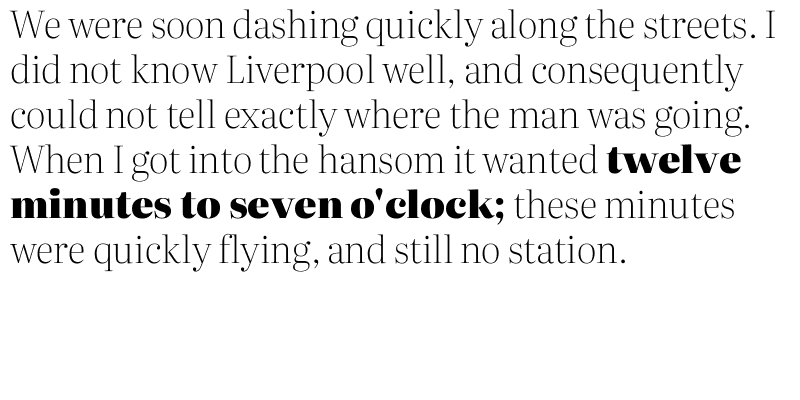 We were soon dashing quickly along the streets. I
did not know Liverpool well, and consequently
could not tell exactly where the man was going.
When I got into the hansom it wanted twelve
minutes to seven o'clock; these minutes
were quickly flying, and still no station.